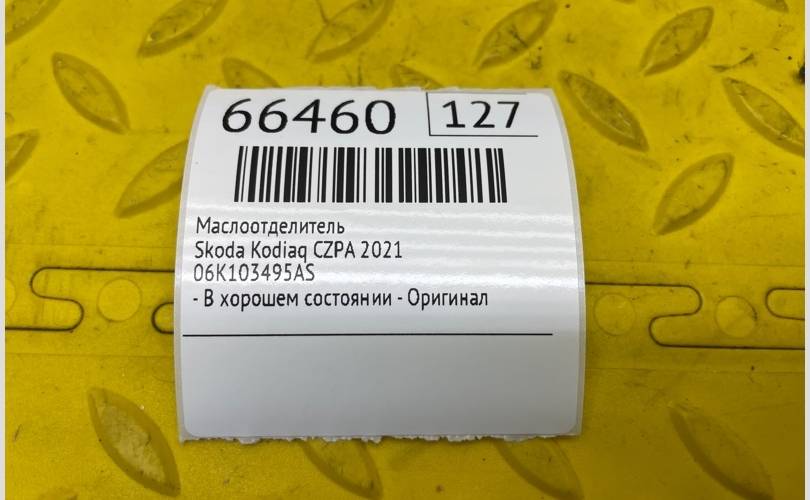 66460 127
Маслоотделитель
Skoda Kodiaq CZPA 2021
06K103495AS
- В хорошем состоянии - Оригинал